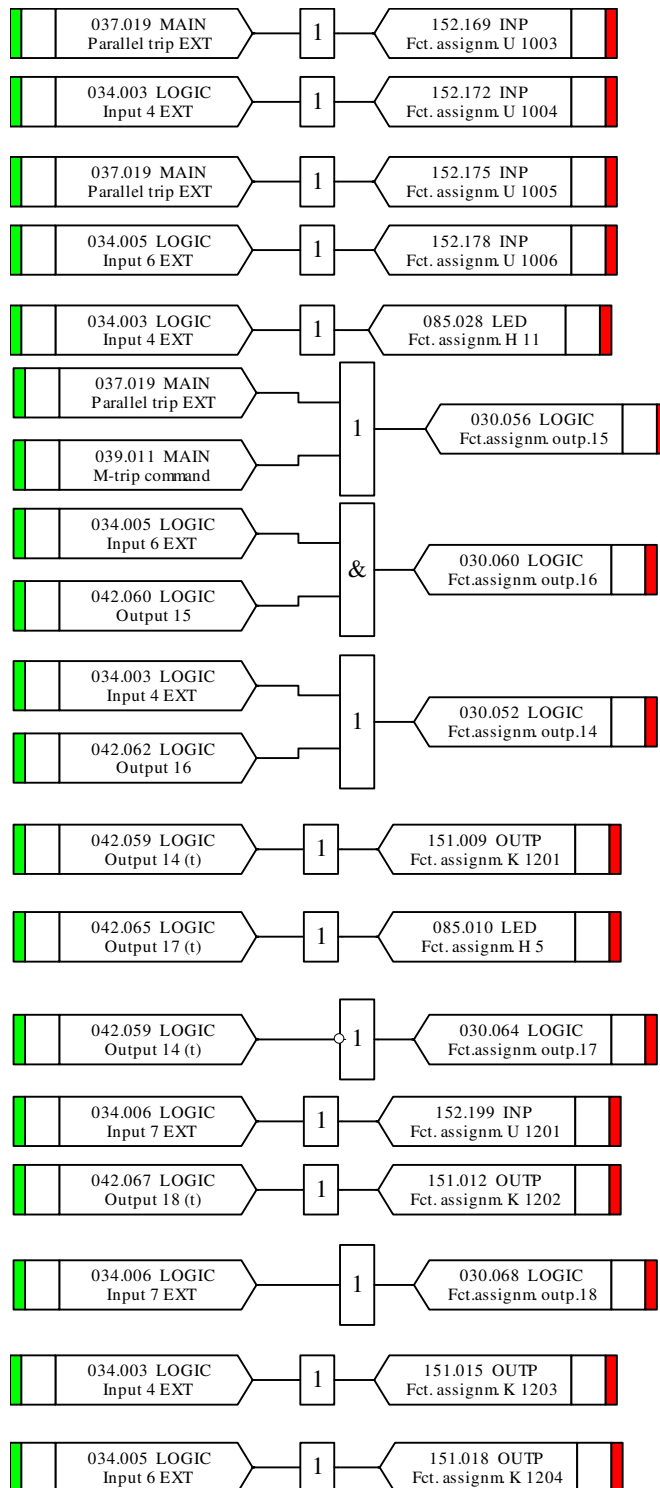 037.019 MAIN
Parallel trip EXT
1
152.169 INP
Fct. assignm. U 1003
034.003 LOGIC
Input 4 EXT
1
152.172 INP
Fct. assignm. U 1004
037.019 MAIN
Parallel trip EXT
1
152.175 INP
Fct. assignm. U 1005
034.005 LOGIC
Input 6 EXT
1
152.178 INP
Fct. assignm. U 1006
034.003 LOGIC
Input 4 EXT
1
085.028 LED
Fct. assignm. H 11
037.019 MAIN
Parallel trip EXT
039.011 MAIN
M-trip command
1
030.056 LOGIC
Fct.assignm. outp.15
034.005 LOGIC
Input 6 EXT
042.060 LOGIC
Output 15
&
030.060 LOGIC
Fct.assignm. outp.16
034.003 LOGIC
Input 4 EXT
042.062 LOGIC
Output 16
1
030.052 LOGIC
Fct.assignm. outp.14
042.059 LOGIC
Output 14 (t)
1
151.009 OUTP
Fct. assignm. K 1201
042.065 LOGIC
Output 17 (t)
1
085.010 LED
Fct. assignm. H 5
042.059 LOGIC
Output 14 (t)
1
030.064 LOGIC
Fct.assignm. outp.17
034.006 LOGIC
Input 7 EXT
1
152.199 INP
Fct. assignm. U 1201
042.067 LOGIC
Output 18 (t)
1
151.012 OUTP
Fct. assignm. K 1202
034.006 LOGIC
Input 7 EXT
1
030.068 LOGIC
Fct.assignm. outp.18
034.003 LOGIC
Input 4 EXT
1
151.015 OUTP
Fct. assignm. K 1203
034.005 LOGIC
Input 6 EXT
1
151.018 OUTP
Fct. assignm. K 1204